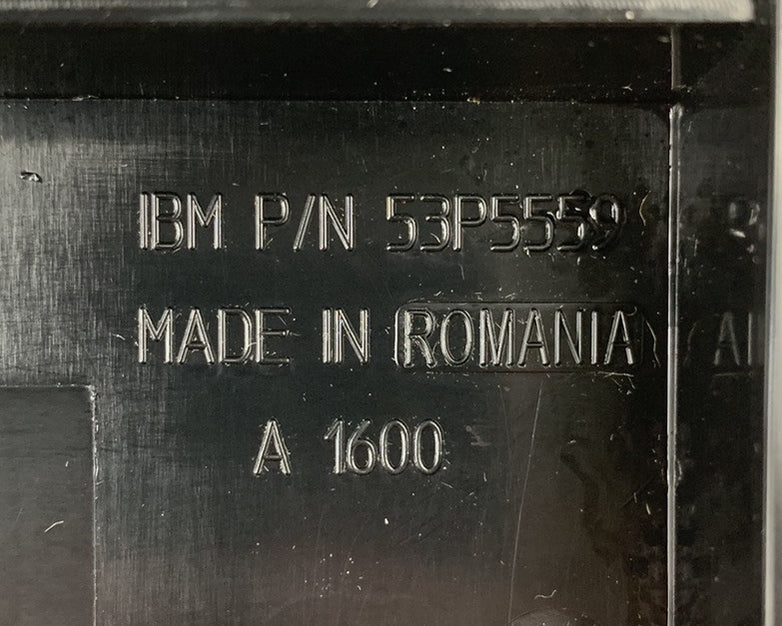 IBM P/N 53P5559
MADE IN ROMANIA
A 1600